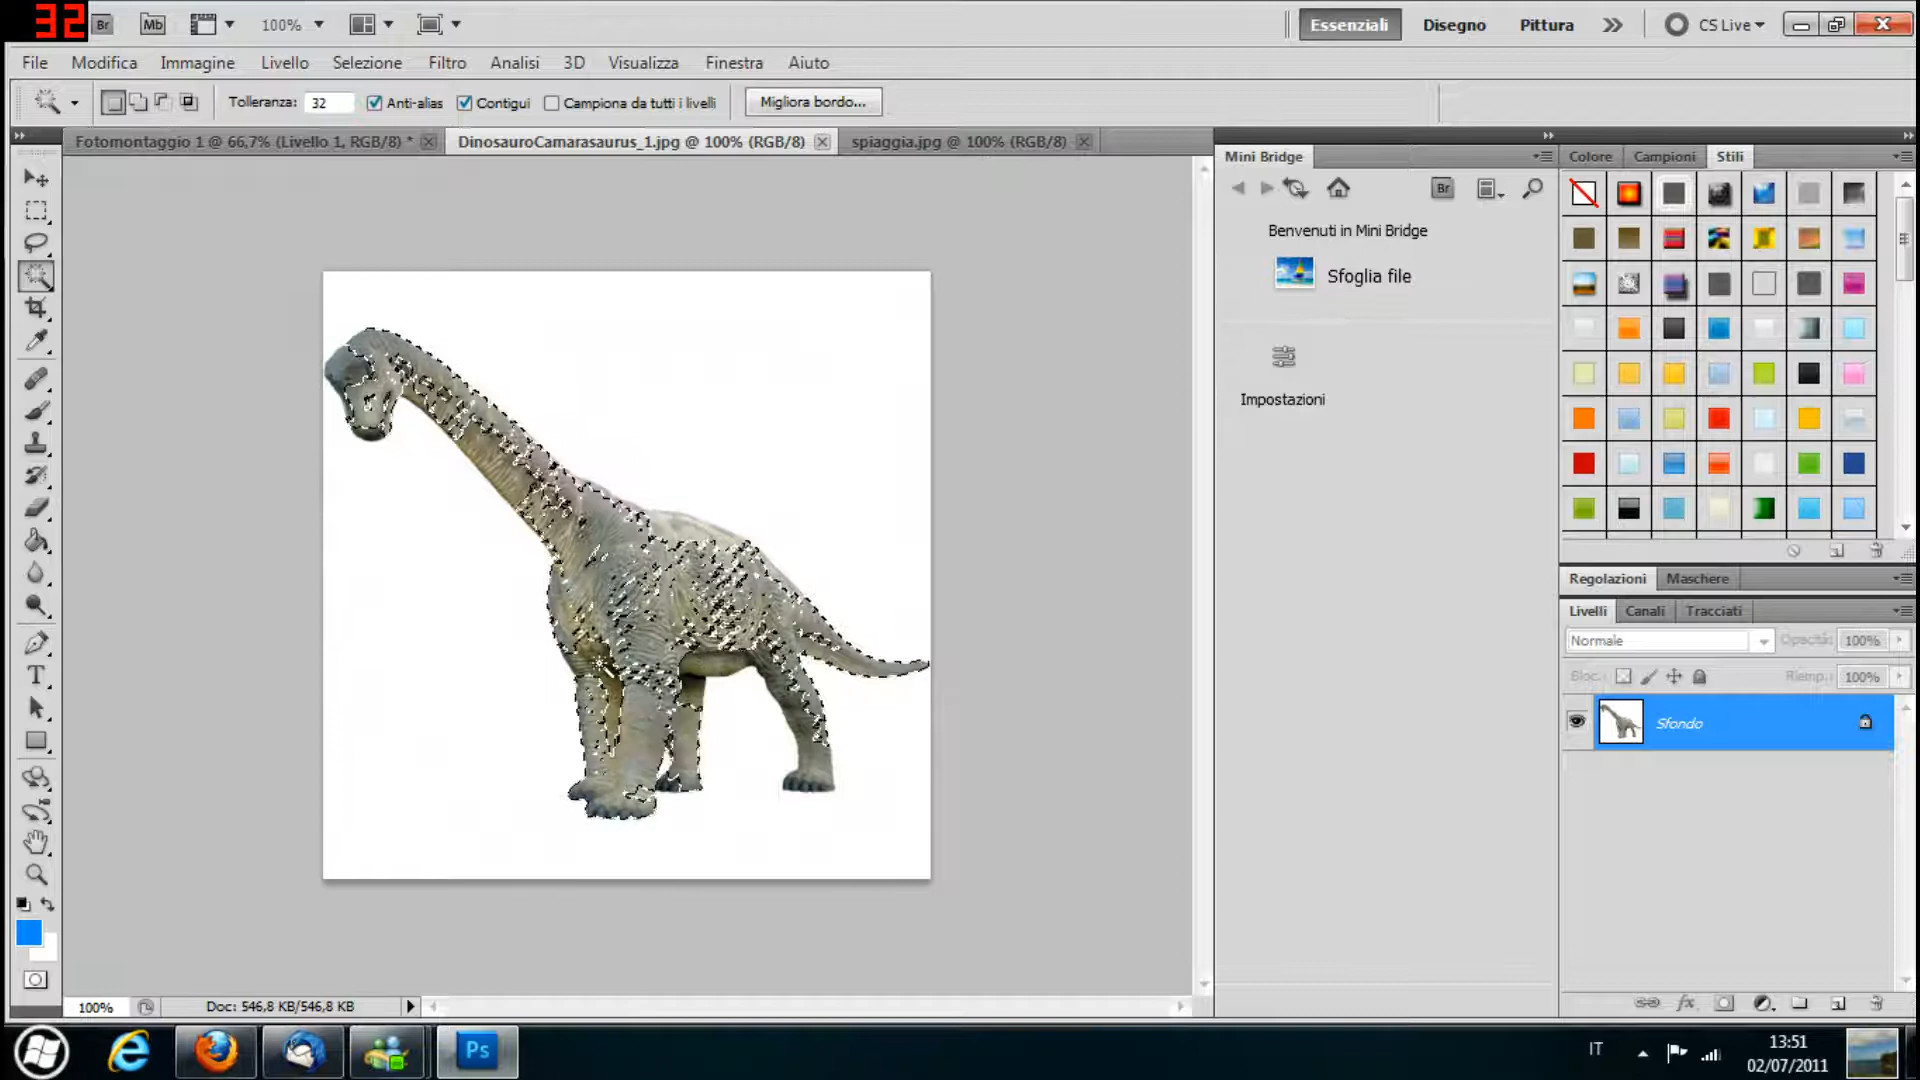 32 Br Mb 100% Essenziali Disegno Pittura CS Live
File Modifica Immagine Livello Selezione Filtro Analisi 3D Visualizza Finestra Aiuto
Tolleranza: 32 Anti-alias Contigui Campiona da tutti i livelli Migliora bordo...
Fotomontaggio 1 @ 66,7% (Livello 1, RGB/8) * DinosauroCamarasaurus_1.jpg @ 100% (RGB/8) spiaggia.jpg @ 100% (RGB/8)
Mini Bridge Colore Campioni Stili
Br
Benvenuti in Mini Bridge
Sfoglia file
Impostazioni
Regolazioni Maschere
Livelli Canali Tracciati
Normale Opacità: 100%
Bloc.: Riemp.: 100%
Sfondo
T
100% Doc: 546,8 KB/546,8 KB
fx
Ps IT 13:51
02/07/2011